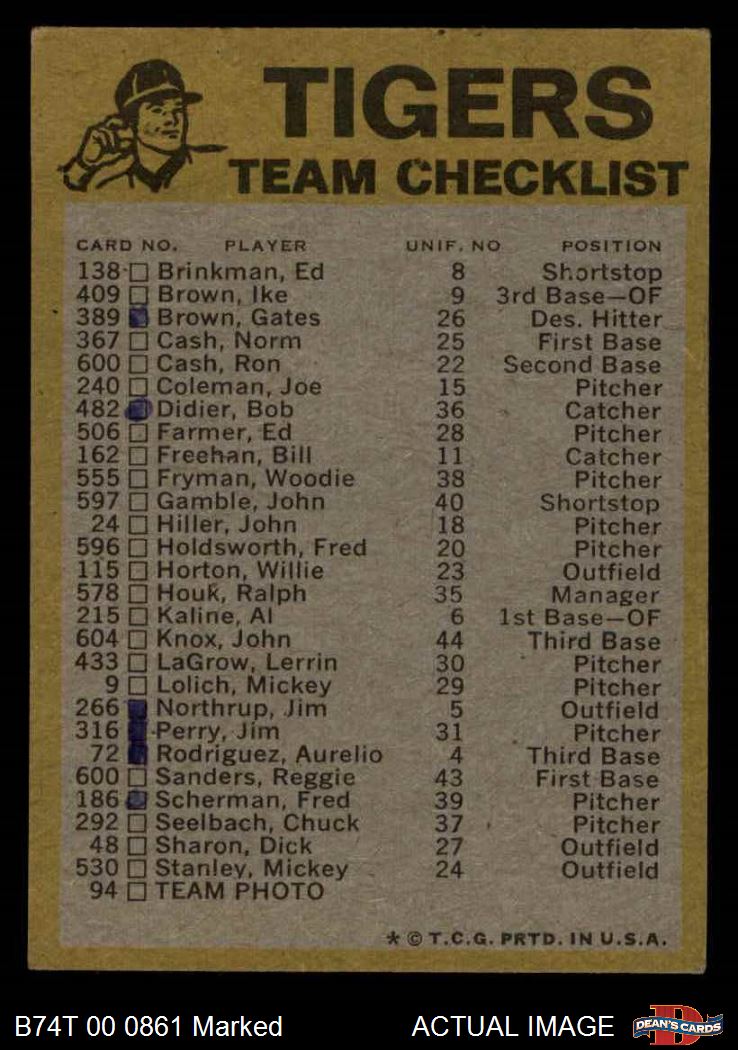 TIGERS
TEAM CHECKLIST
CARD NO. PLAYER UNIF. NO POSITION
138 Brinkman, Ed 8 Shortstop
409 Brown, Ike 9 3rd Base—OF
389 Brown, Gates 26 Des. Hitter
367 Cash, Norm 25 First Base
600 Cash, Ron 22 Second Base
240 Coleman, Joe 15 Pitcher
482 Didier, Bob 36 Catcher
506 Farmer, Ed 28 Pitcher
162 Freehan, Bill 11 Catcher
555 Fryman, Woodie 38 Pitcher
597 Gamble, John 40 Shortstop
24 Hiller, John 18 Pitcher
596 Holdsworth, Fred 20 Pitcher
115 Horton, Willie 23 Outfield
578 Houk, Ralph 35 Manager
215 Kaline, Al 6 1st Base—OF
604 Knox, John 44 Third Base
433 LaGrow, Lerrin 30 Pitcher
9 Lolich, Mickey 29 Pitcher
266 Northrup, Jim 5 Outfield
316 Perry, Jim 31 Pitcher
72 Rodriguez, Aurelio 4 Third Base
600 Sanders, Reggie 43 First Base
186 Scherman, Fred 39 Pitcher
292 Seelbach, Chuck 37 Pitcher
48 Sharon, Dick 27 Outfield
530 Stanley, Mickey 24 Outfield
94 TEAM PHOTO
* © T.C.G. PRTD. IN U.S.A.
B74T 00 0861 Marked ACTUAL IMAGE DEAN'S CARDS